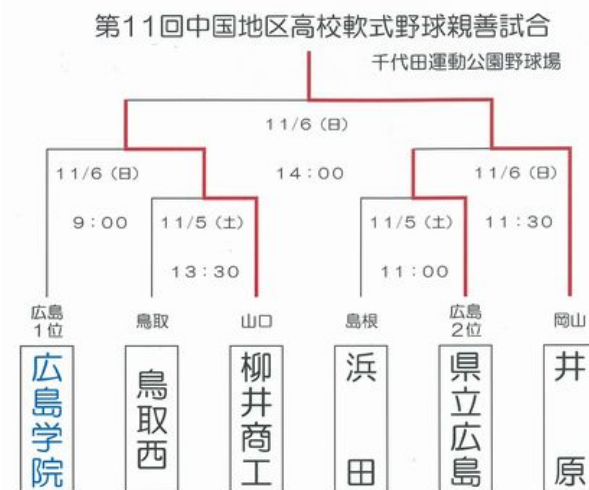 第11回中国地区高校軟式野球親善試合
千代田運動公園野球場
11/6（日）
14：00
11/6（日）
9：00
11/6（日）
11：30
11/5（土）
13：30
11/5（土）
11：00
広島
1位
鳥取
山口
島根
広島
2位
岡山
広島学院
鳥取西
柳井商工
浜田
県立広島
井原